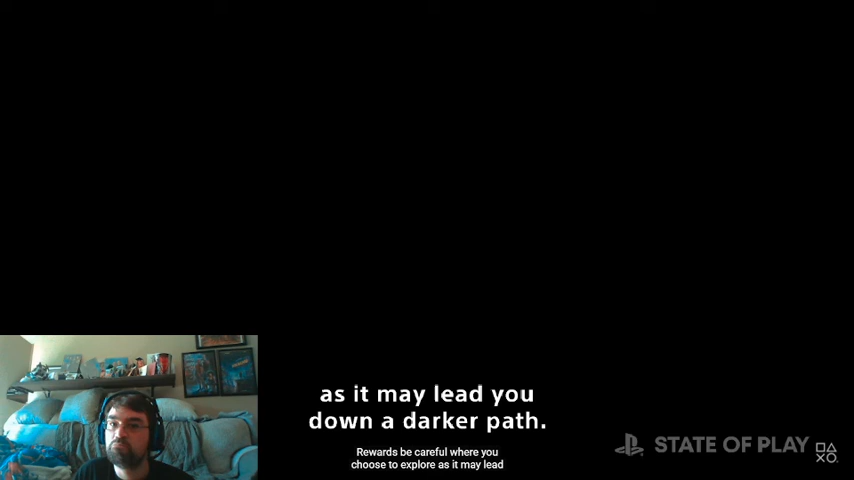 as it may lead you
down a darker path.
Rewards be careful where you
choose to explore as it may lead
STATE OF PLAY